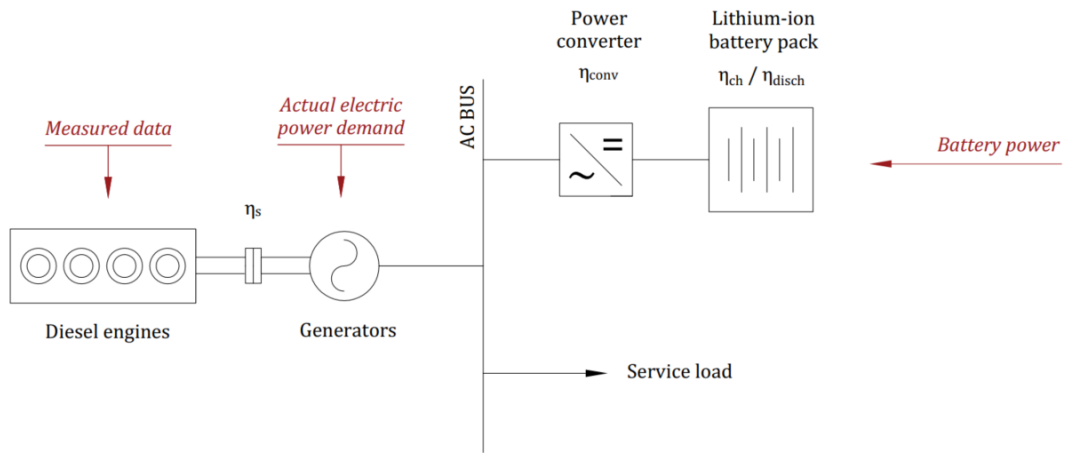 Power
converter
ηconv
Lithium-ion
battery pack
ηch / ηdisch
Measured data
Actual electric
power demand
AC BUS
Battery power
=
~
ηs
Diesel engines
Generators
Service load